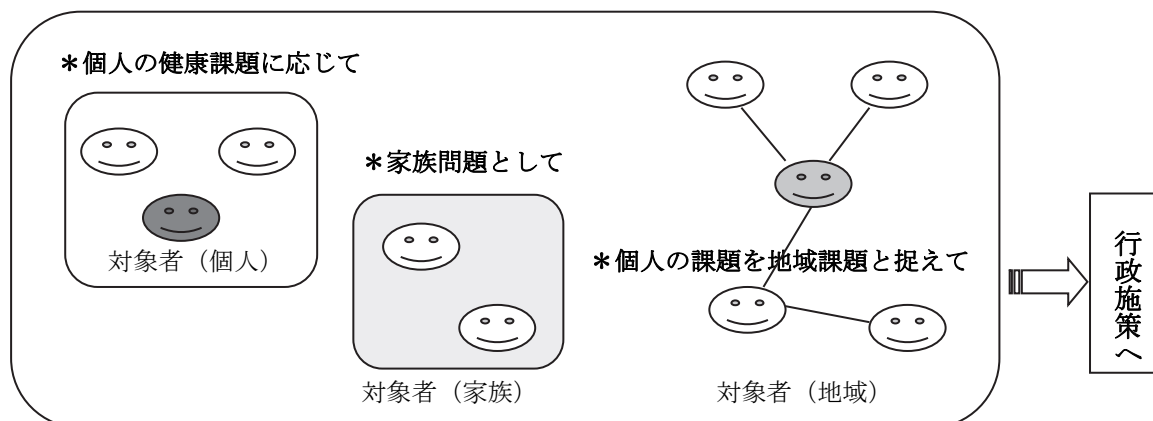 ＊個人の健康課題に応じて
対象者（個人）
＊家族問題として
対象者（家族）
＊個人の課題を地域課題と捉えて
対象者（地域）
行政施策へ